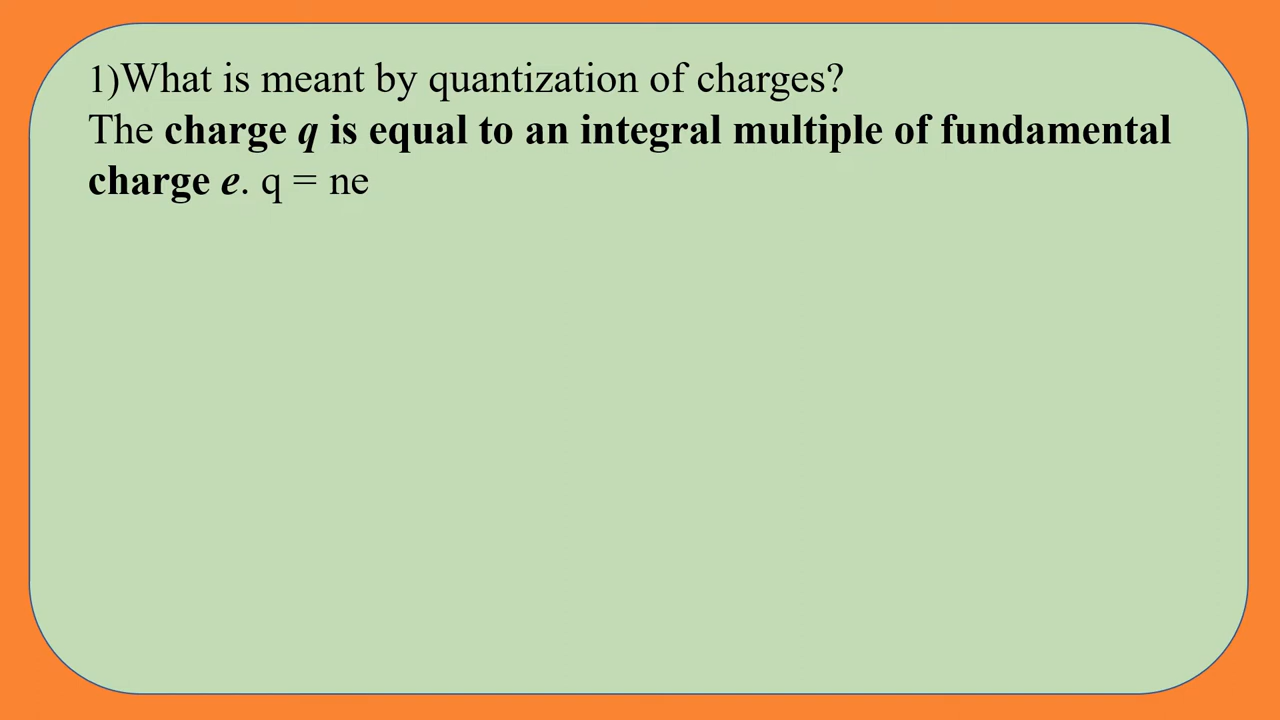 1)What is meant by quantization of charges?
The charge q is equal to an integral multiple of fundamental
charge e. q = ne